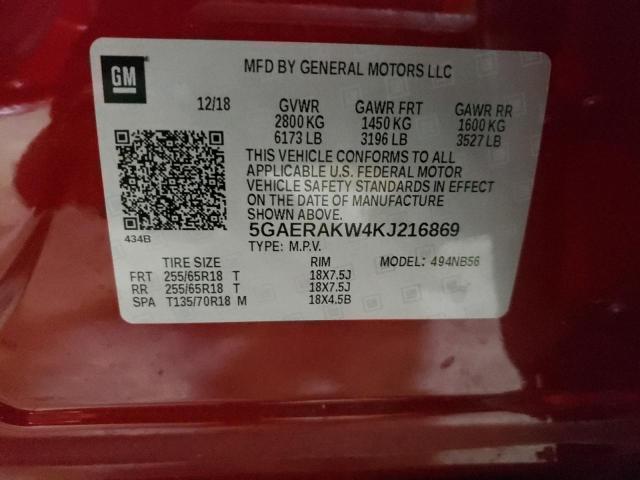 GM
MFD BY GENERAL MOTORS LLC
12/18 GVWR GAWR FRT GAWR RR
2800 KG 1450 KG 1600 KG
6173 LB 3196 LB 3527 LB
THIS VEHICLE CONFORMS TO ALL
APPLICABLE U.S. FEDERAL MOTOR
VEHICLE SAFETY STANDARDS IN EFFECT
ON THE DATE OF MANUFACTURE
SHOWN ABOVE.
434B
5GAERAKW4KJ216869
TYPE: M.P.V.
TIRE SIZE RIM MODEL: 494NB56
FRT 255/65R18 T 18X7.5J
RR 255/65R18 T 18X7.5J
SPA T135/70R18 M 18X4.5B